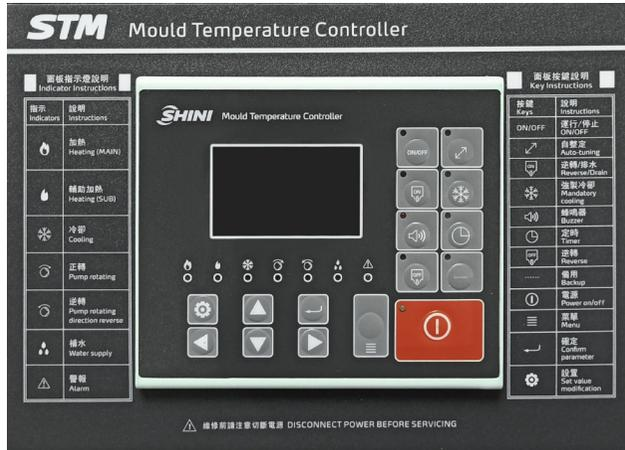 STM Mould Temperature Controller
面板指示燈說明
Indicator Instructions
指示 說明
Indicators Instructions
加熱
Heating (MAIN)
輔助加熱
Heating (SUB)
冷卻
Cooling
正轉
Pump rotating
逆轉
Pump rotating
direction reverse
補水
Water supply
警報
Alarm
SHINI Mould Temperature Controller
ON/OFF
ON
OFF
面板按鍵說明
Key Instructions
按鍵 說明
Keys Instructions
ON/OFF 運行/停止
ON/OFF
自整定
Auto-tuning
ON 逆轉/排水
Reverse/Drain
強製冷卻
Mandatory
cooling
蜂鳴器
Buzzer
定時
Timer
OFF 逆轉
Reverse
備用
Backup
電源
Power on/off
菜單
Menu
確定
Confirm
parameter
設置
Set value
modification
維修前請注意切斷電源 DISCONNECT POWER BEFORE SERVICING